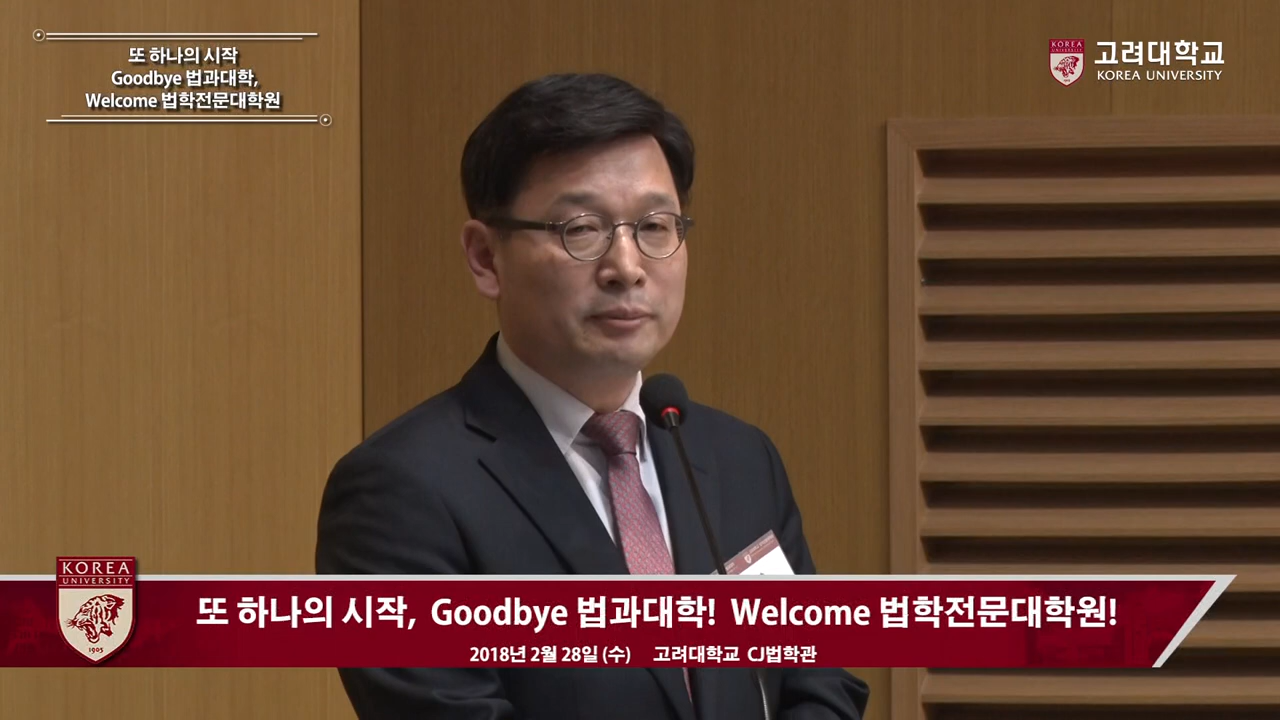 또 하나의 시작
Goodbye 법과대학,
Welcome 법학전문대학원
KOREA
고려대학교
KOREA UNIVERSITY
KOREA
UNIVERSITY
1905
또 하나의 시작, Goodbye 법과대학! Welcome 법학전문대학원!
2018년 2월 28일 (수) 고려대학교 CJ법학관